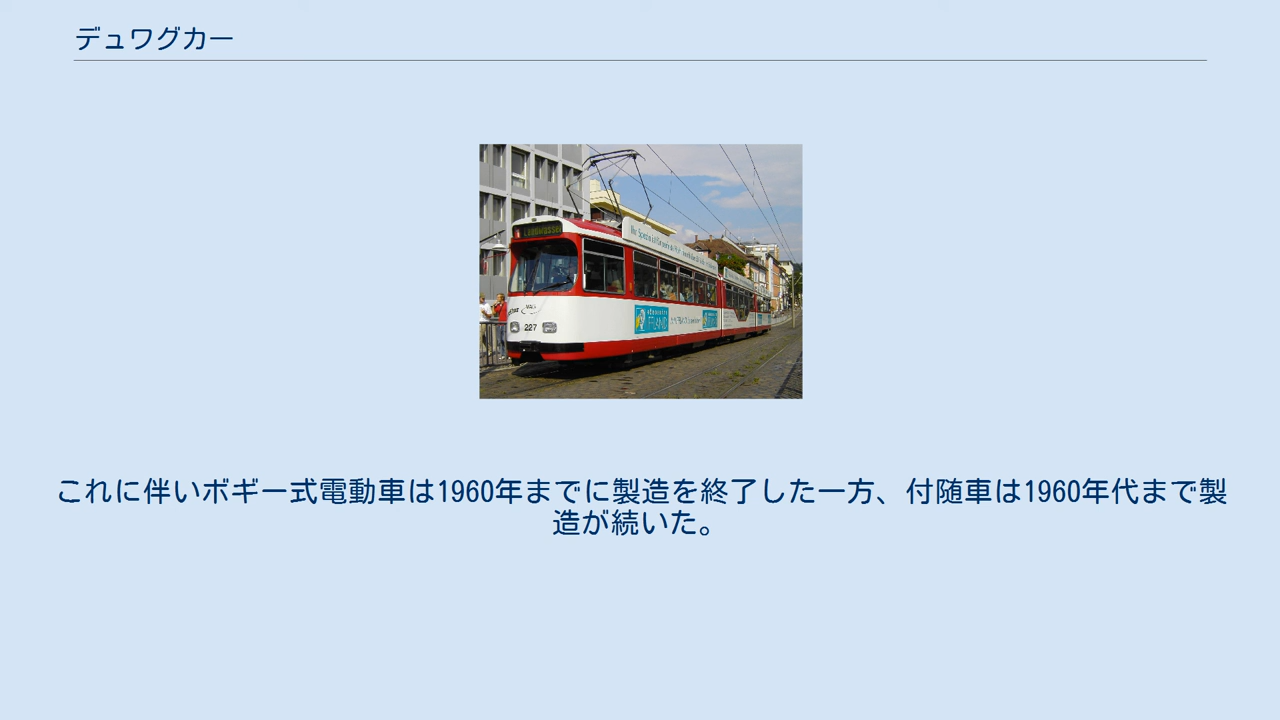 デュワグカー
227
これに伴いボギー式電動車は1960年までに製造を終了した一方、付随車は1960年代まで製
造が続いた。